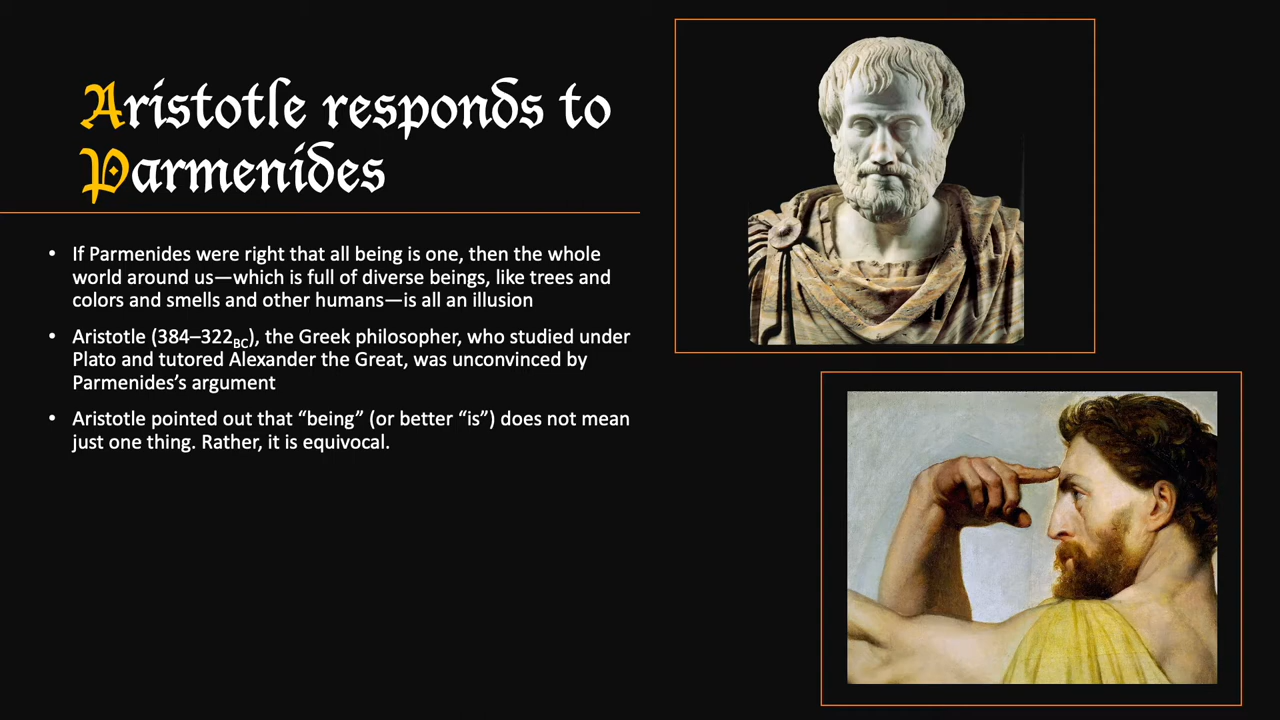 Aristotle responds to
Parmenides
• If Parmenides were right that all being is one, then the whole
world around us—which is full of diverse beings, like trees and
colors and smells and other humans—is all an illusion
• Aristotle (384–322BC), the Greek philosopher, who studied under
Plato and tutored Alexander the Great, was unconvinced by
Parmenides’s argument
• Aristotle pointed out that “being” (or better “is”) does not mean
just one thing. Rather, it is equivocal.